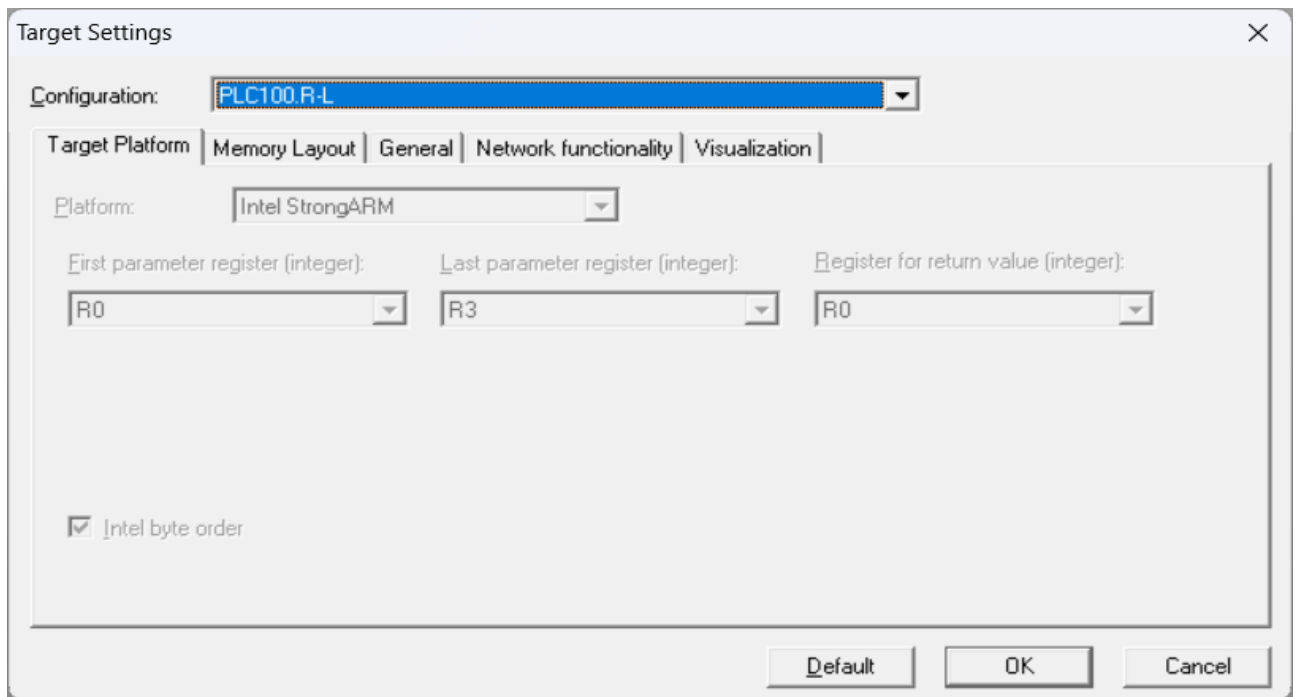 Target Settings
Configuration: PLC100.R-L
Target Platform Memory Layout General Network functionality Visualization
Platform: Intel StrongARM
First parameter register (integer): Last parameter register (integer): Register for return value (integer):
R0 R3 R0
Intel byte order
Default OK Cancel